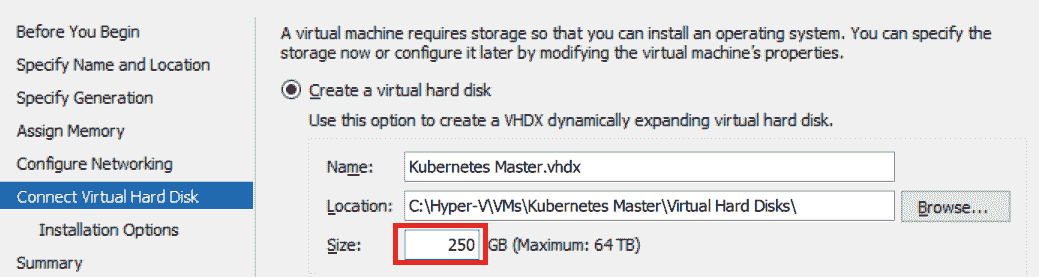 Before You Begin
Specify Name and Location
Specify Generation
Assign Memory
Configure Networking
Connect Virtual Hard Disk
Installation Options
Summary
A virtual machine requires storage so that you can install an operating system. You can specify the
storage now or configure it later by modifying the virtual machine's properties.
Create a virtual hard disk
Use this option to create a VHDX dynamically expanding virtual hard disk.
Name: Kubernetes Master.vhdx
Location: C:\Hyper-V\VMs\Kubernetes Master\Virtual Hard Disks\ Browse...
Size: 250 GB (Maximum: 64 TB)